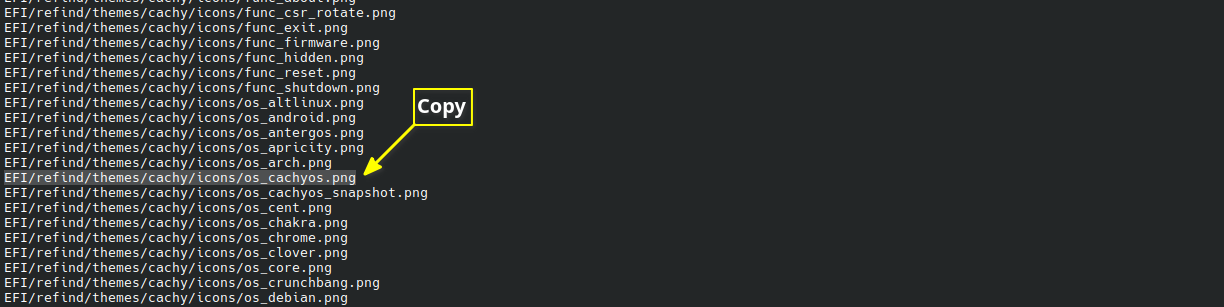 EFI/refind/themes/cachy/icons/func_about.png
EFI/refind/themes/cachy/icons/func_csr_rotate.png
EFI/refind/themes/cachy/icons/func_exit.png
EFI/refind/themes/cachy/icons/func_firmware.png
EFI/refind/themes/cachy/icons/func_hidden.png
EFI/refind/themes/cachy/icons/func_reset.png
EFI/refind/themes/cachy/icons/func_shutdown.png
EFI/refind/themes/cachy/icons/os_altlinux.png
Copy
EFI/refind/themes/cachy/icons/os_android.png
EFI/refind/themes/cachy/icons/os_antergos.png
EFI/refind/themes/cachy/icons/os_apricity.png
EFI/refind/themes/cachy/icons/os_arch.png
EFI/refind/themes/cachy/icons/os_cachyos.png
EFI/refind/themes/cachy/icons/os_cachyos_snapshot.png
EFI/refind/themes/cachy/icons/os_cent.png
EFI/refind/themes/cachy/icons/os_chakra.png
EFI/refind/themes/cachy/icons/os_chrome.png
EFI/refind/themes/cachy/icons/os_clover.png
EFI/refind/themes/cachy/icons/os_core.png
EFI/refind/themes/cachy/icons/os_crunchbang.png
EFI/refind/themes/cachy/icons/os_debian.png